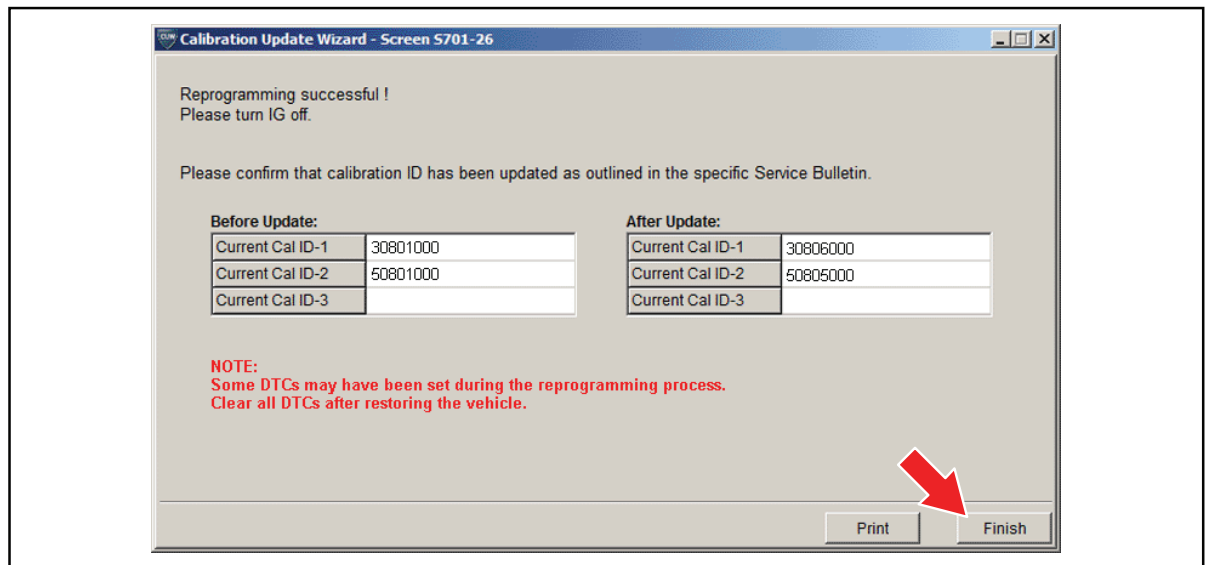 CUW Calibration Update Wizard - Screen S701-26
Reprogramming successful !
Please turn IG off.
Please confirm that calibration ID has been updated as outlined in the specific Service Bulletin.
Before Update:
Current Cal ID-1 30801000
Current Cal ID-2 50801000
Current Cal ID-3
After Update:
Current Cal ID-1 30806000
Current Cal ID-2 50805000
Current Cal ID-3
NOTE:
Some DTCs may have been set during the reprogramming process.
Clear all DTCs after restoring the vehicle.
Print Finish